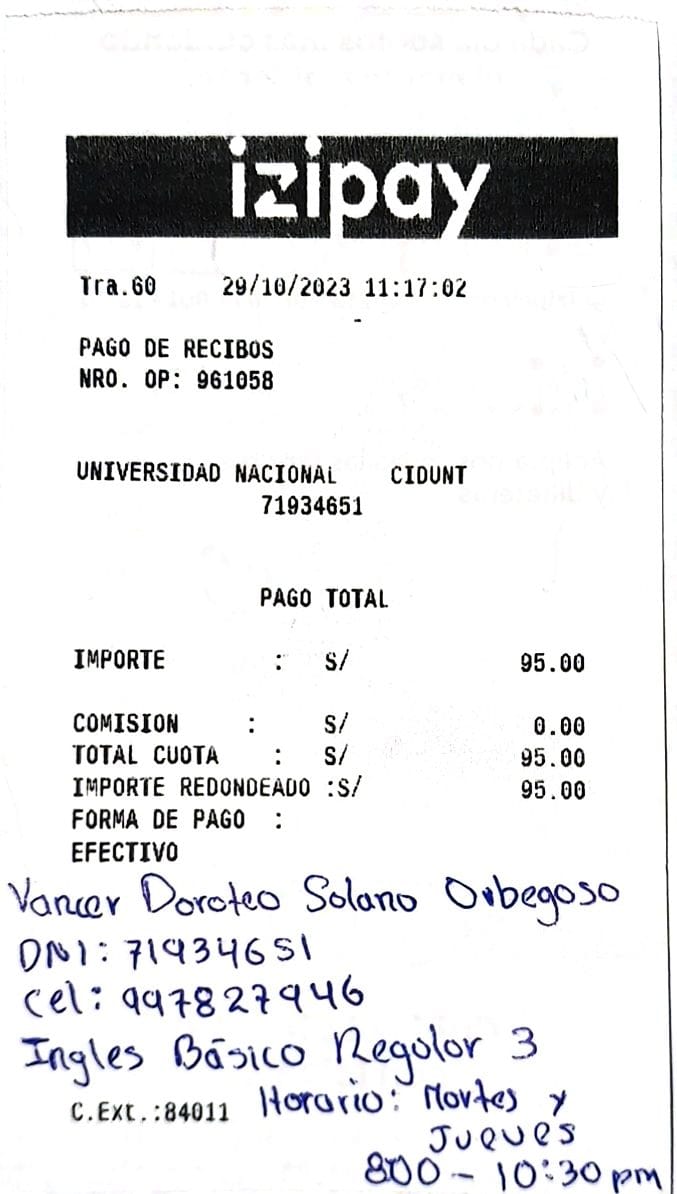 izipay
Tra.60 29/10/2023 11:17:02
PAGO DE RECIBOS
NRO. OP: 961058
UNIVERSIDAD NACIONAL CIDUNT
71934651
PAGO TOTAL
IMPORTE : S/ 95.00
COMISION : S/ 0.00
TOTAL CUOTA : S/ 95.00
IMPORTE REDONDEADO :S/ 95.00
FORMA DE PAGO :
EFECTIVO
Doroteo Solano Orbegoso
DNI: 71934651
Cel: 997827946
Ingles Básico Regular 3
C.Ext.:84011 Horario: Martes y
Jueves
8:00 - 10:30 pm